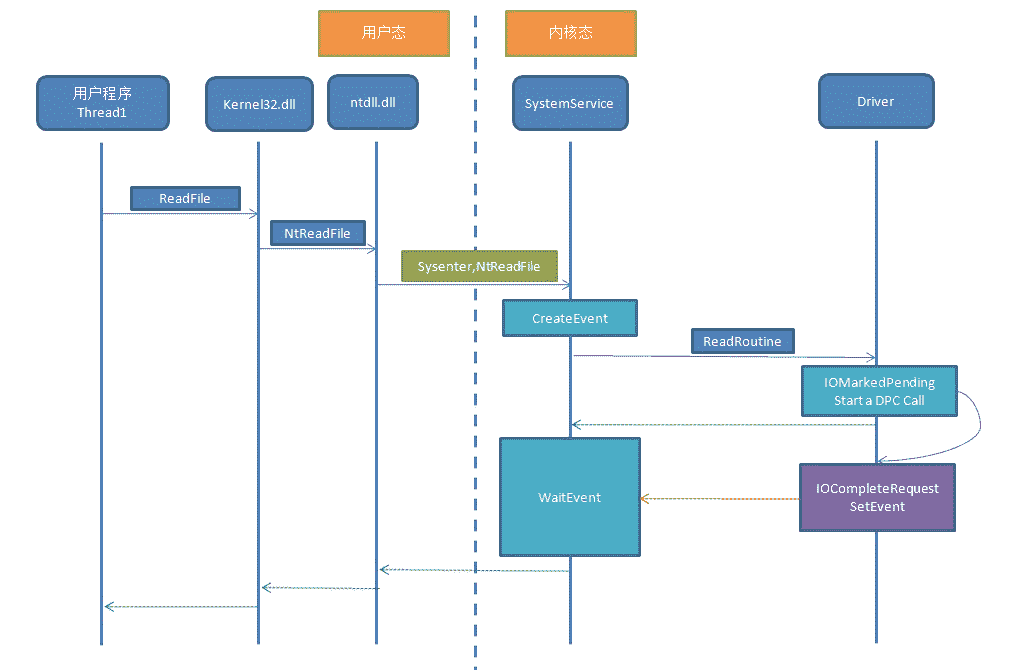 用户态
内核态
用户程序
Thread1
Kernel32.dll
ntdll.dll
SystemService
Driver
ReadFile
NtReadFile
Sysenter,NtReadFile
CreateEvent
ReadRoutine
IOMarkedPending
Start a DPC Call
WaitEvent
IOCompleteRequest
SetEvent